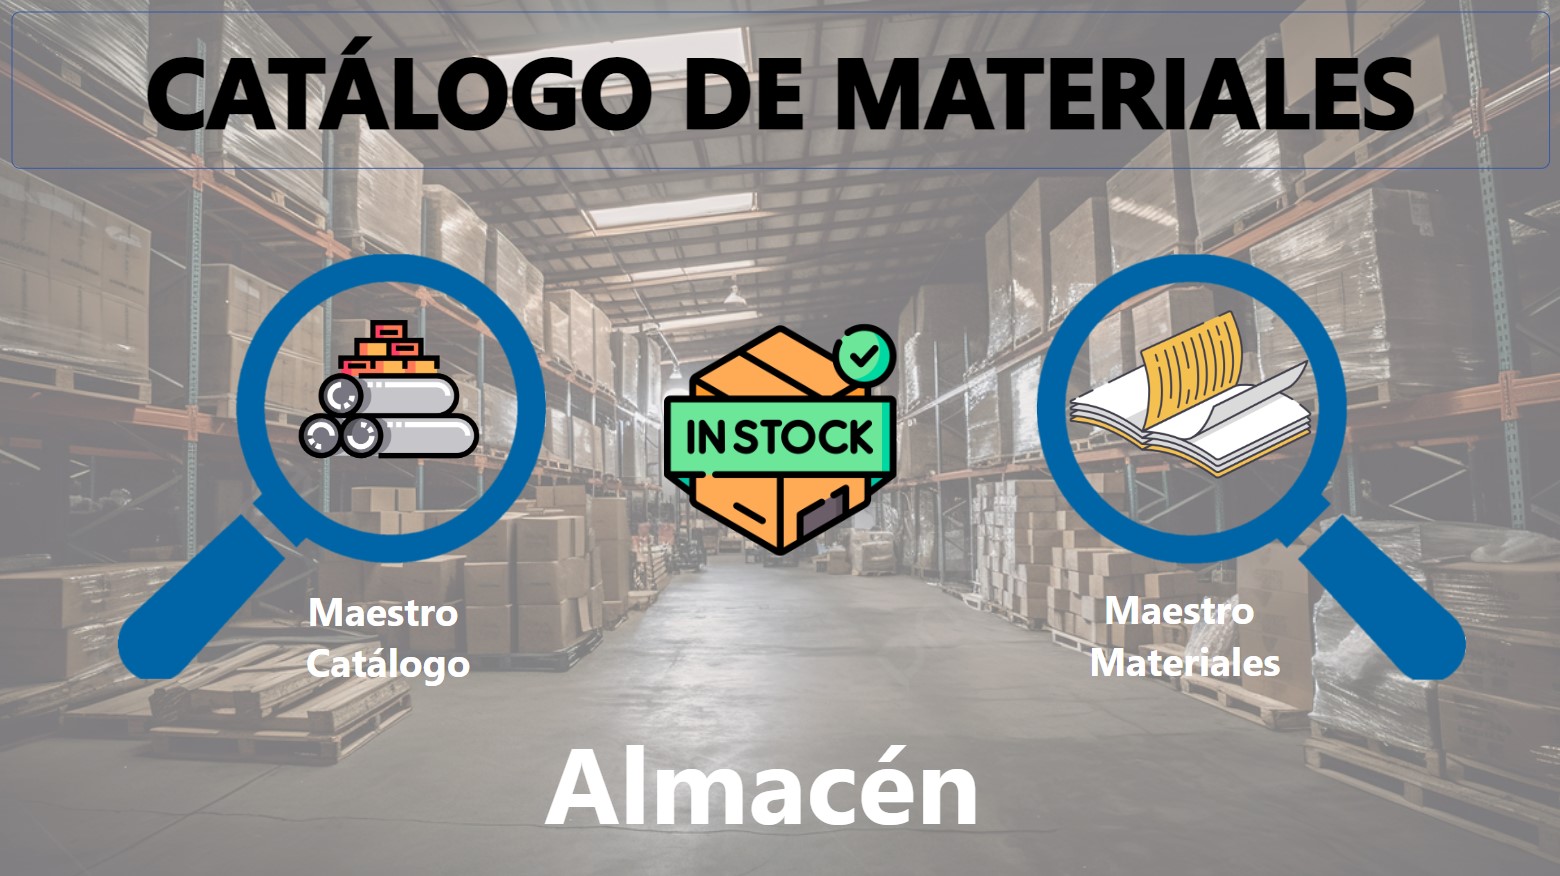 CATÁLOGO DE MATERIALES
IN STOCK
Maestro
Catálogo
Maestro
Materiales
Almacén